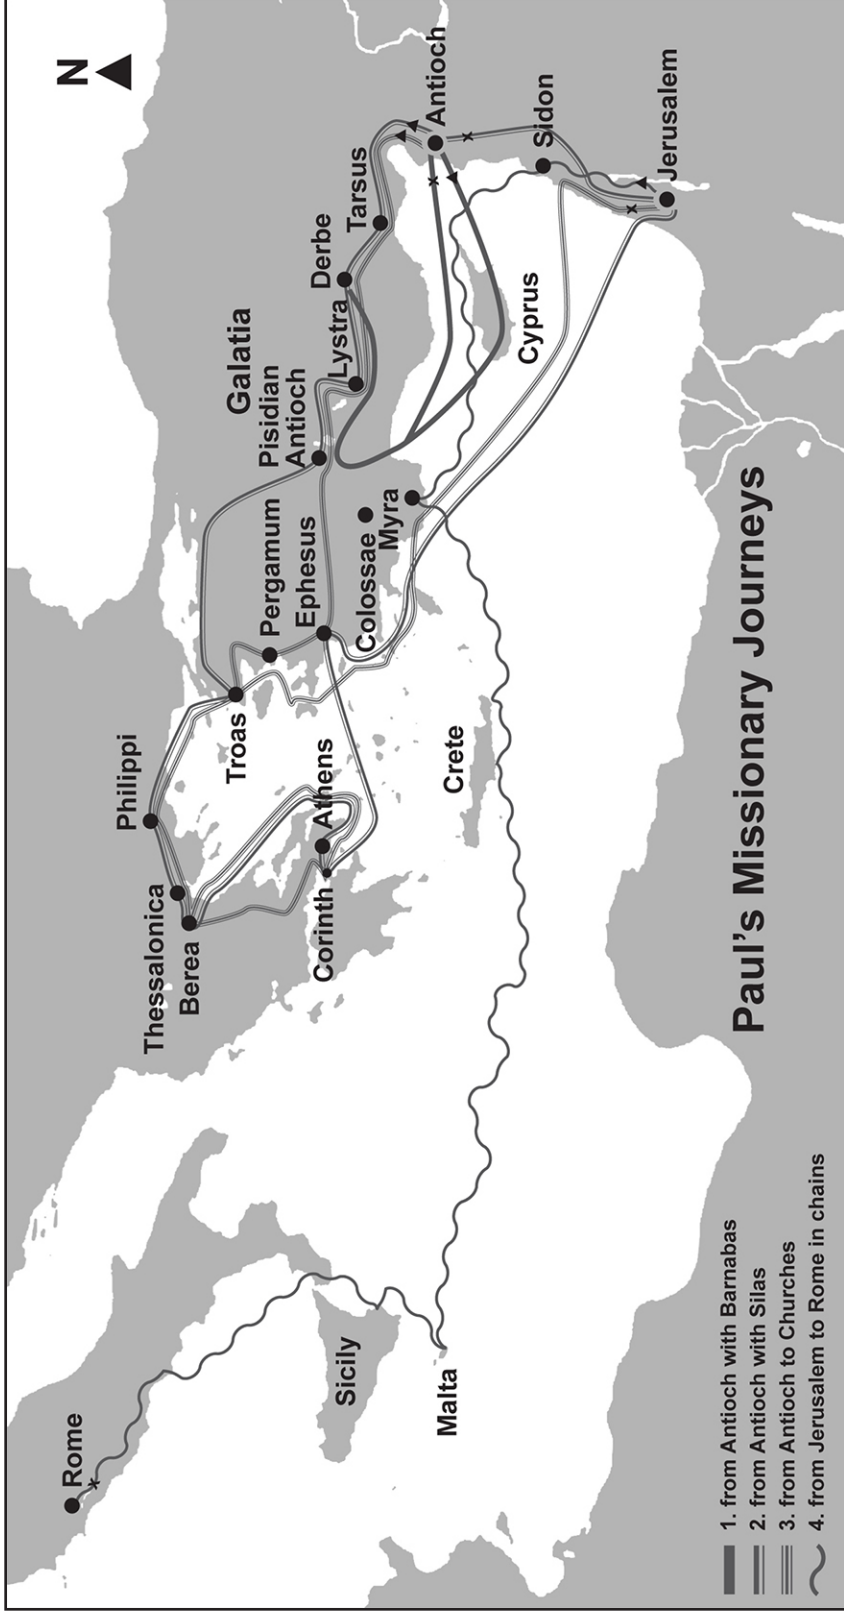 N
Rome
Sicily
Malta
Thessalonica
Berea
Philippi
Corinth
Athens
Troas
Pergamum
Ephesus
Colossae
Myra
Crete
Galatia
Pisidian
Antioch
Lystra
Derbe
Tarsus
Antioch
Cyprus
Sidon
Jerusalem
Paul's Missionary Journeys
1. from Antioch with Barnabas
2. from Antioch with Silas
3. from Antioch to Churches
4. from Jerusalem to Rome in chains